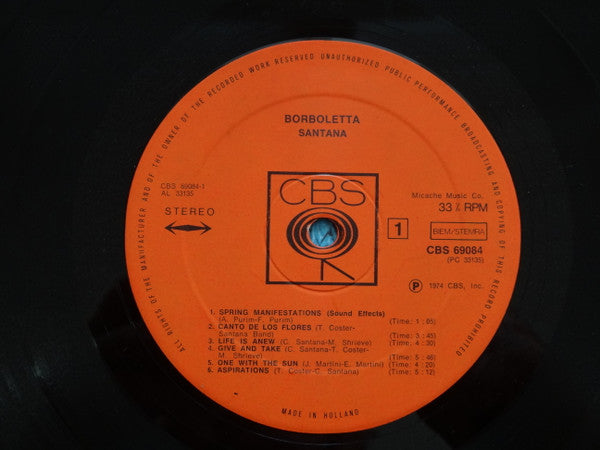 ALL RIGHTS OF THE MANUFACTURER AND OF THE OWNER OF THE RECORDED WORK RESERVED UNAUTHORIZED PUBLIC PERFORMANCE BROADCASTING AND COPYING OF THIS RECORD PROHIBITED
BORBOLETTA
SANTANA
CBS 69084-1
AL 33135
STEREO
CBS
1
Micache Music Co.
33⅓ RPM
BIEM/STEMRA
CBS 69084
(PC 33135)
℗ 1974 CBS, Inc.
1. SPRING MANIFESTATIONS (Sound Effects)
(A. Purim-F. Purim) (Time: 1:05)
2. CANTO DE LOS FLORES (T. Coster-
Santana Band) (Time: 3:45)
3. LIFE IS ANEW (C. Santana-M. Shrieve) (Time: 4:30)
4. GIVE AND TAKE (C. Santana-T. Coster-
M. Shrieve) (Time: 5:46)
5. ONE WITH THE SUN (J. Martini-E. Martini) (Time: 4:20)
6. ASPIRATIONS (T. Coster-C. Santana) (Time: 5:12)
MADE IN HOLLAND